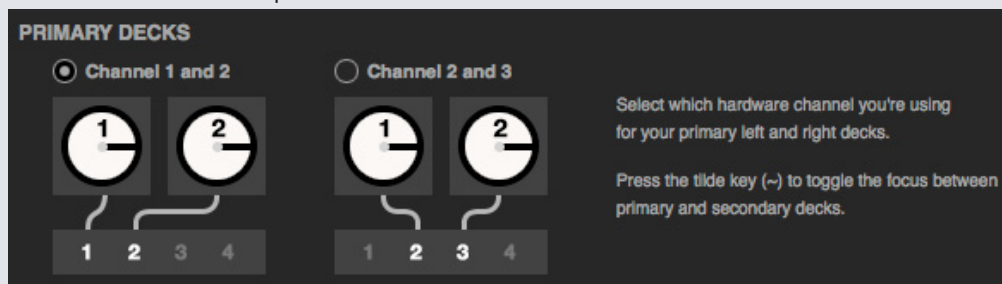 PRIMARY DECKS
Channel 1 and 2
Channel 2 and 3
1 2
1 2
1 2 3 4
1 2 3 4
Select which hardware channel you're using
for your primary left and right decks.
Press the tilde key (~) to toggle the focus between
primary and secondary decks.